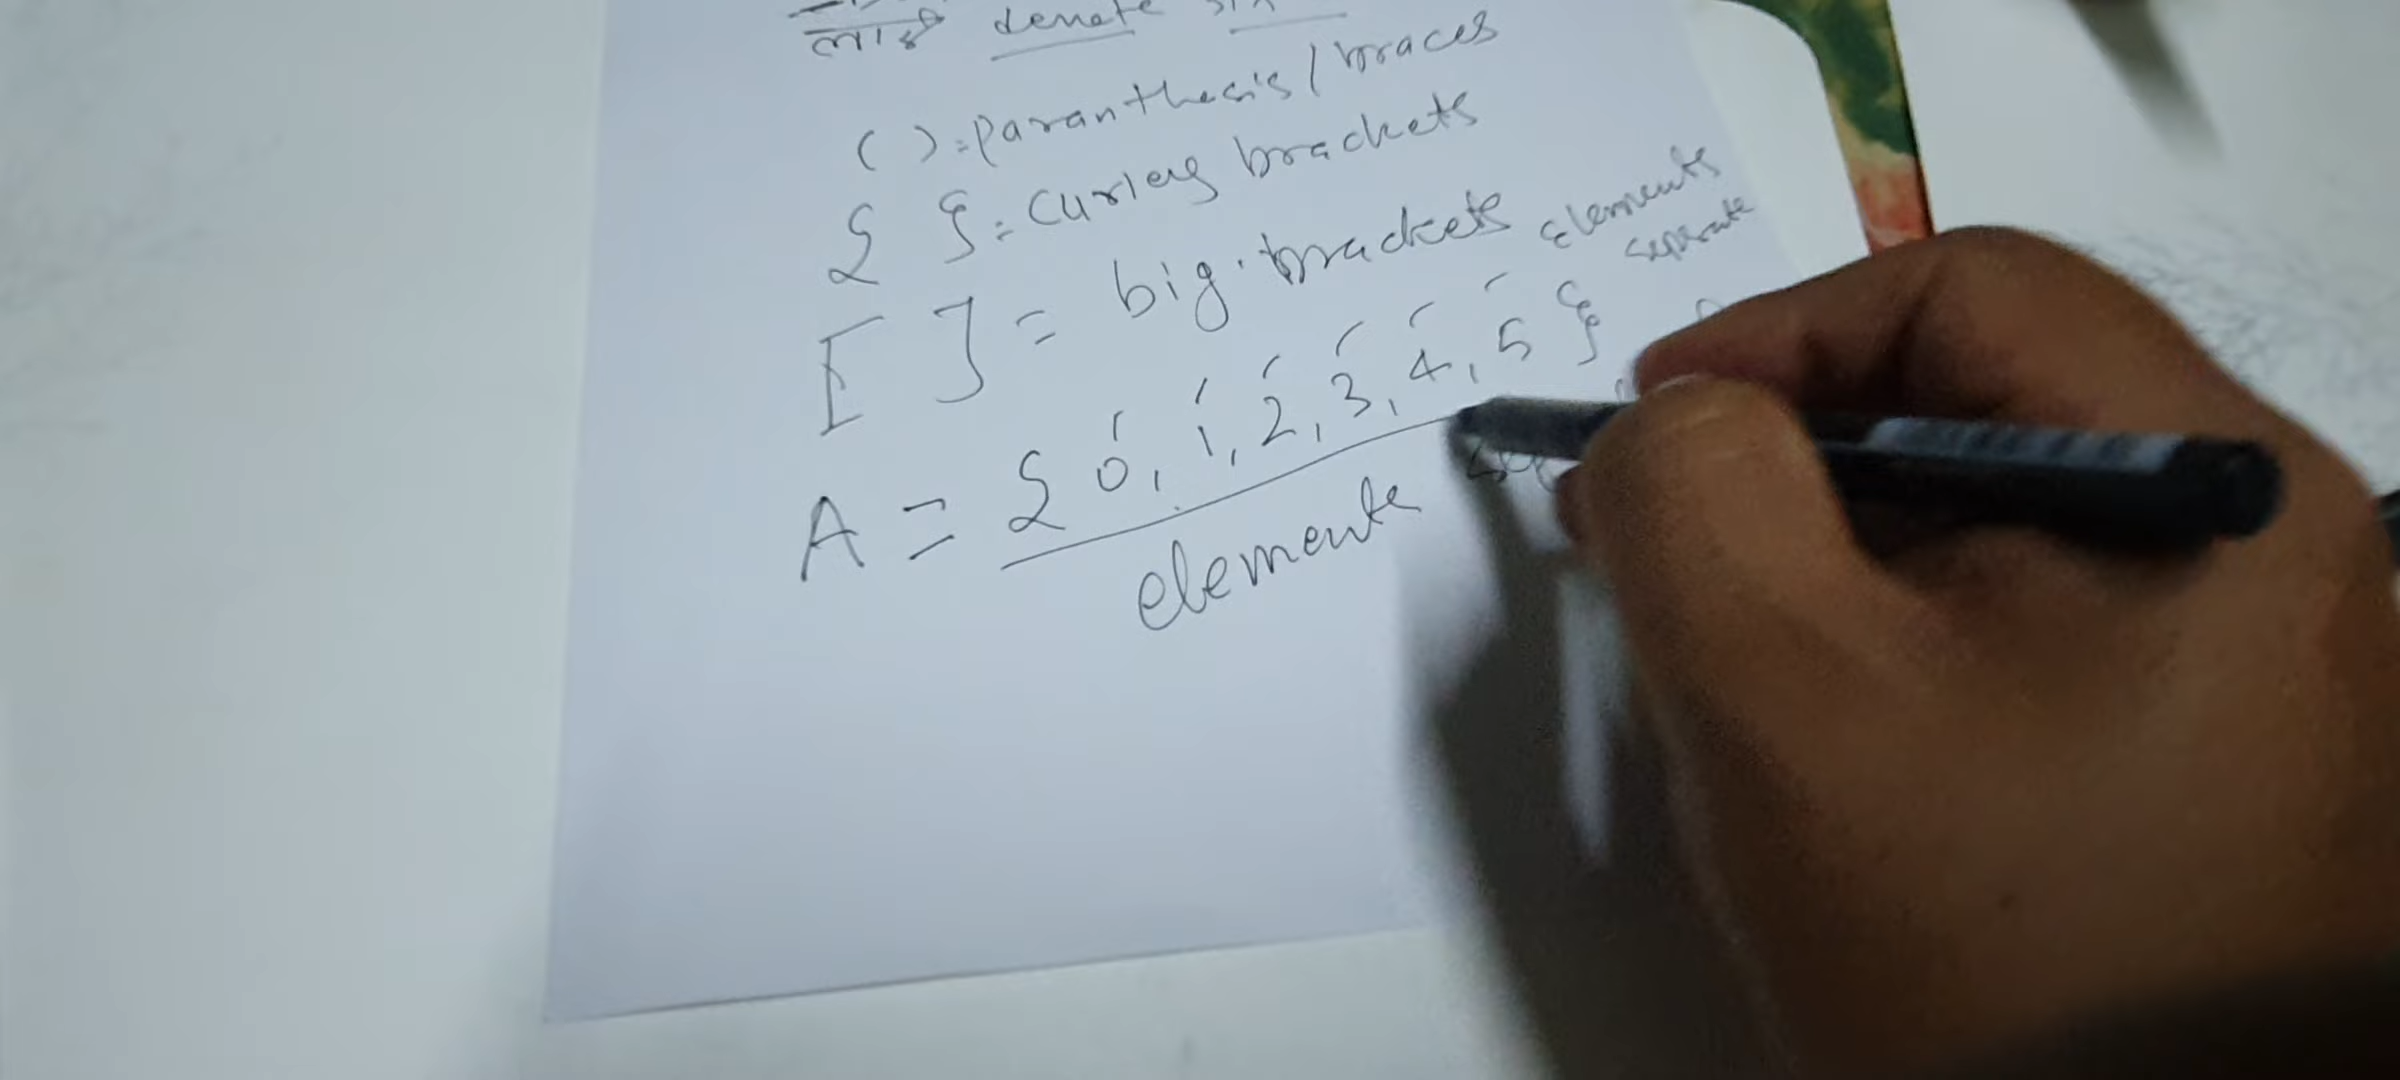 लाई denote
( ) = paranthesis / braces
{ } = curley brackets
[ ] = big brackets
elements
separate
A = { 0, 1, 2, 3, 4, 5 }
elements